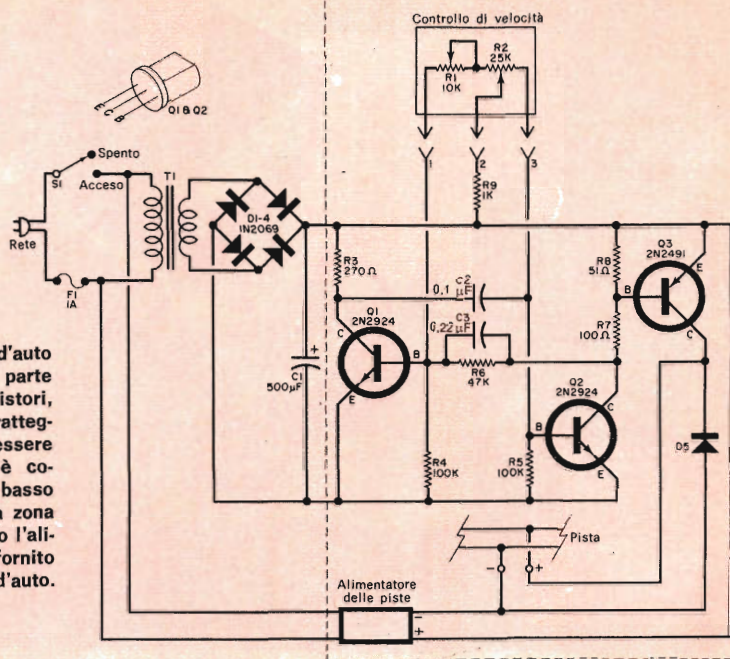 Controllo di velocità
R1
10K
R2
25K
1
2
3
R9
1K
E
C
B
Q1 & Q2
Spento
S1
Acceso
T1
Rete
F1
1A
D1-4
1N2069
R3
270Ω
C2
0,1 µF
C3
0,22µF
R8
51Ω
Q3
2N2491
E
B
C
R7
100Ω
Q1
2N2924
C
B
E
R6
47K
+
C1
500µF
Q2
2N2924
C
B
E
R4
100K
R5
100K
D5
Pista
- +
Alimentatore
delle piste
-
+
d'auto
parte
istori,
ratteg-
essere
è co-
basso
zona
o l'ali-
fornito
d'auto.